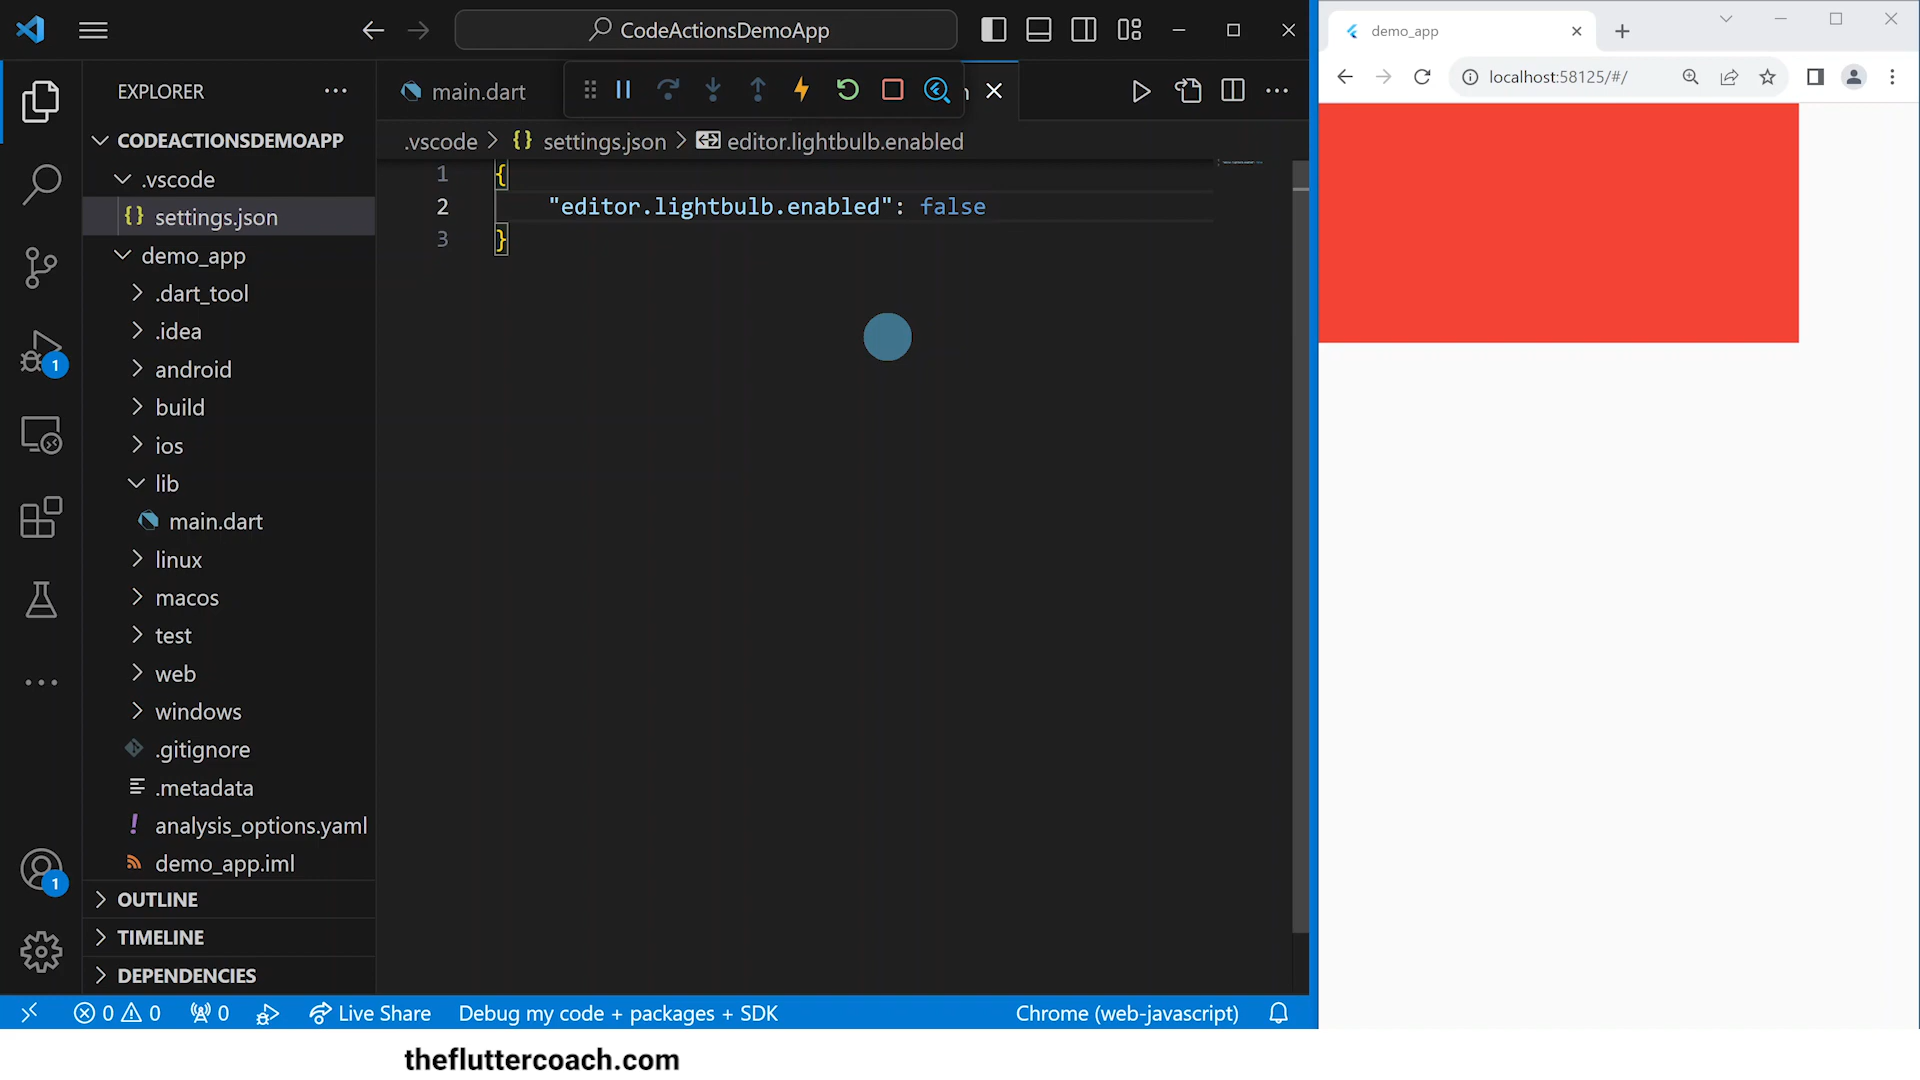 CodeActionsDemoApp
EXPLORER
main.dart
CODEACTIONSDEMOAPP
.vscode
settings.json
demo_app
.dart_tool
.idea
android
build
ios
lib
main.dart
linux
macos
test
web
windows
.gitignore
.metadata
analysis_options.yaml
demo_app.iml
OUTLINE
TIMELINE
DEPENDENCIES
1
1
.vscode > {} settings.json > editor.lightbulb.enabled
1 {
2 "editor.lightbulb.enabled": false
3 }
0 0 0 Live Share Debug my code + packages + SDK Chrome (web-javascript)
demo_app
localhost:58125/#/
thefluttercoach.com